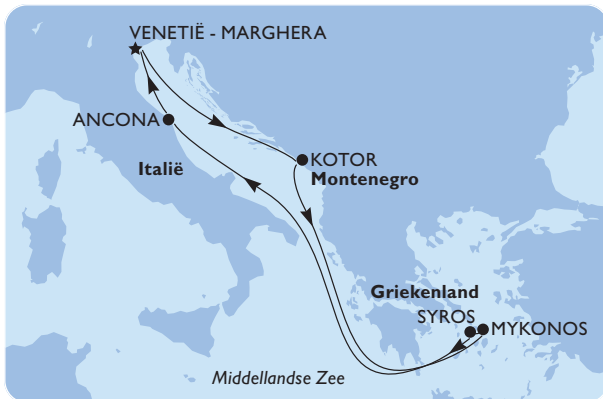 VENETIË - MARGHERA
ANCONA
Italië
KOTOR
Montenegro
Griekenland
SYROS
MYKONOS
Middellandse Zee